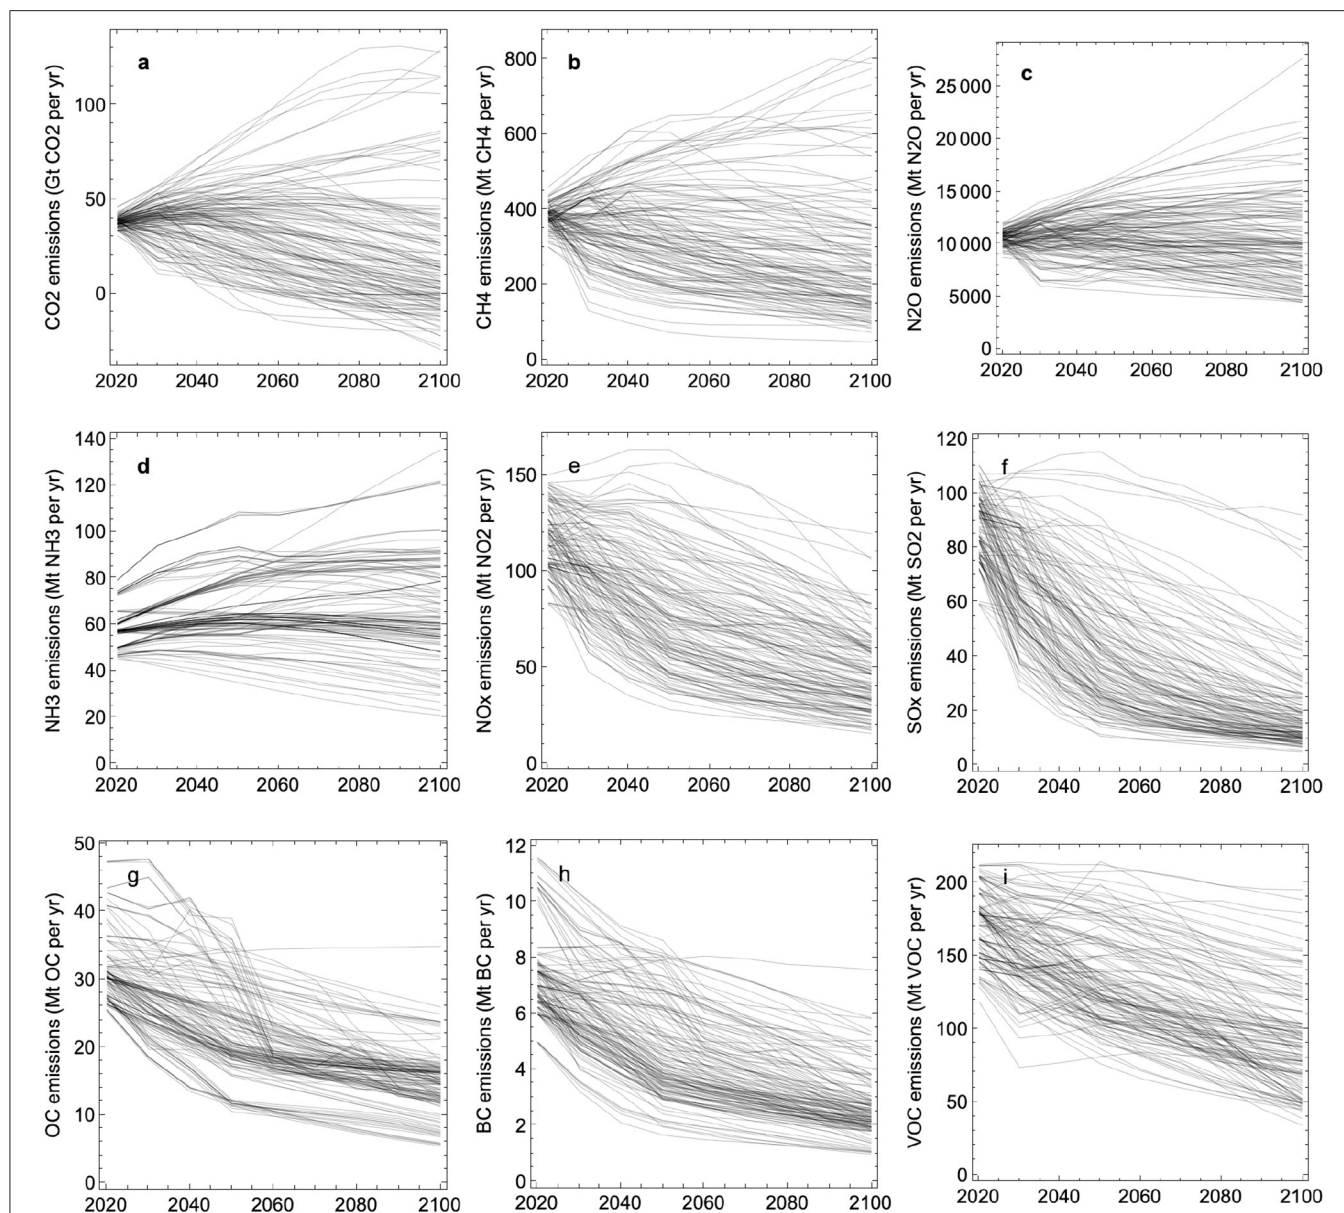 a
CO2 emissions (Gt CO2 per yr)
100
50
0
2020 2040 2060 2080 2100
b
CH4 emissions (Mt CH4 per yr)
800
600
400
200
0
2020 2040 2060 2080 2100
c
N2O emissions (Mt N2O per yr)
25 000
20 000
15 000
10 000
5000
0
2020 2040 2060 2080 2100
d
NH3 emissions (Mt NH3 per yr)
140
120
100
80
60
40
20
0
2020 2040 2060 2080 2100
e
NOx emissions (Mt NO2 per yr)
150
100
50
0
2020 2040 2060 2080 2100
f
SOx emissions (Mt SO2 per yr)
120
100
80
60
40
20
0
2020 2040 2060 2080 2100
g
OC emissions (Mt OC per yr)
50
40
30
20
10
0
2020 2040 2060 2080 2100
h
BC emissions (Mt BC per yr)
12
10
8
6
4
2
0
2020 2040 2060 2080 2100
i
VOC emissions (Mt VOC per yr)
200
150
100
50
0
2020 2040 2060 2080 2100